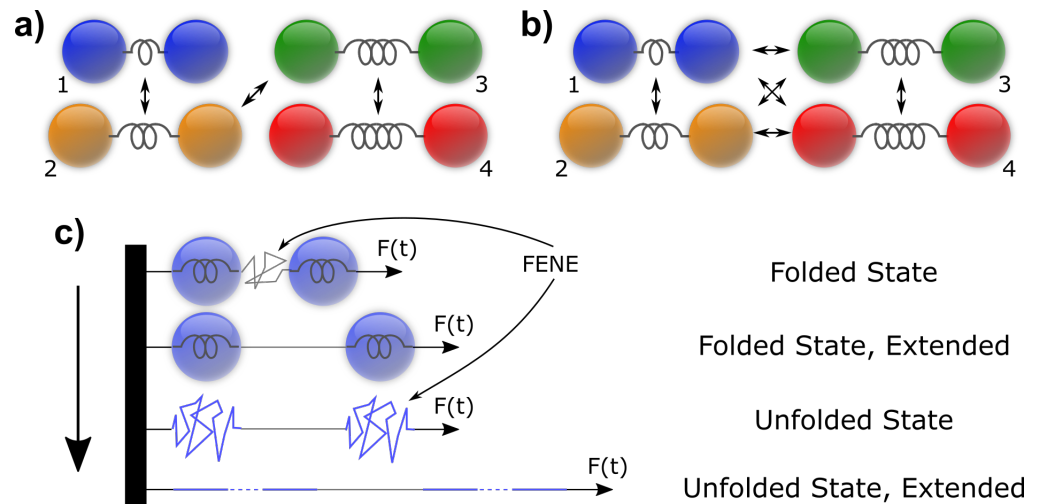 a)
1
3
2
4
b)
1
3
2
4
c)
F(t)
FENE
Folded State
F(t)
Folded State, Extended
F(t)
Unfolded State
F(t)
Unfolded State, Extended